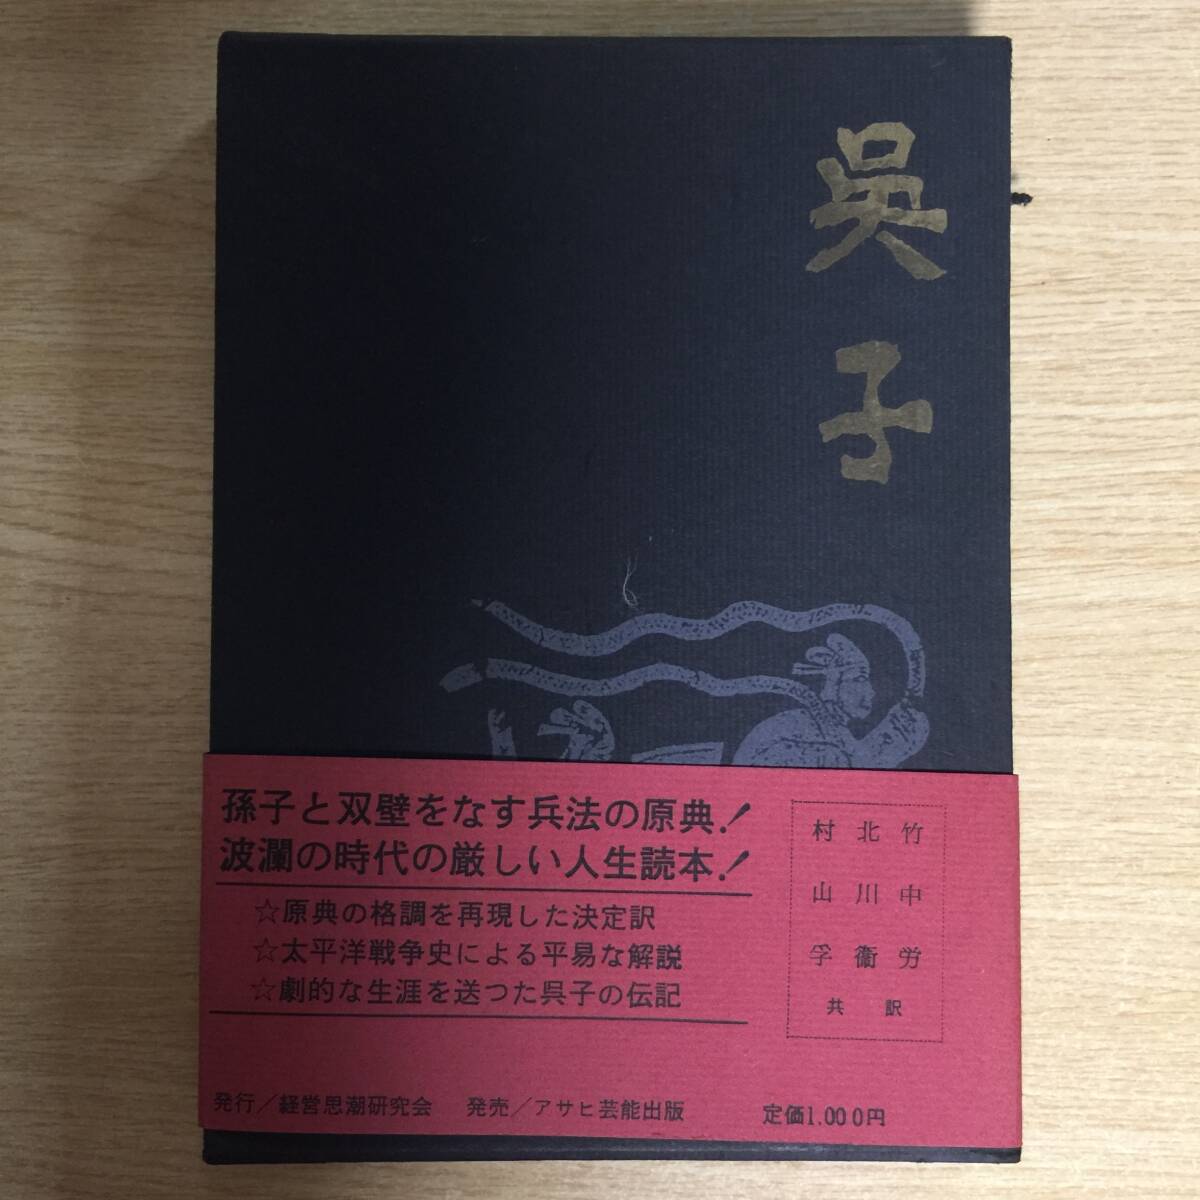 呉子
孫子と双壁をなす兵法の原典!
波瀾の時代の厳しい人生読本!
☆原典の格調を再現した決定訳
☆太平洋戦争史による平易な解説
☆劇的な生涯を送つた呉子の伝記
竹中労
北川衞
村山孚
共訳
発行/経営思潮研究会 発売/アサヒ芸能出版 定価1.000円